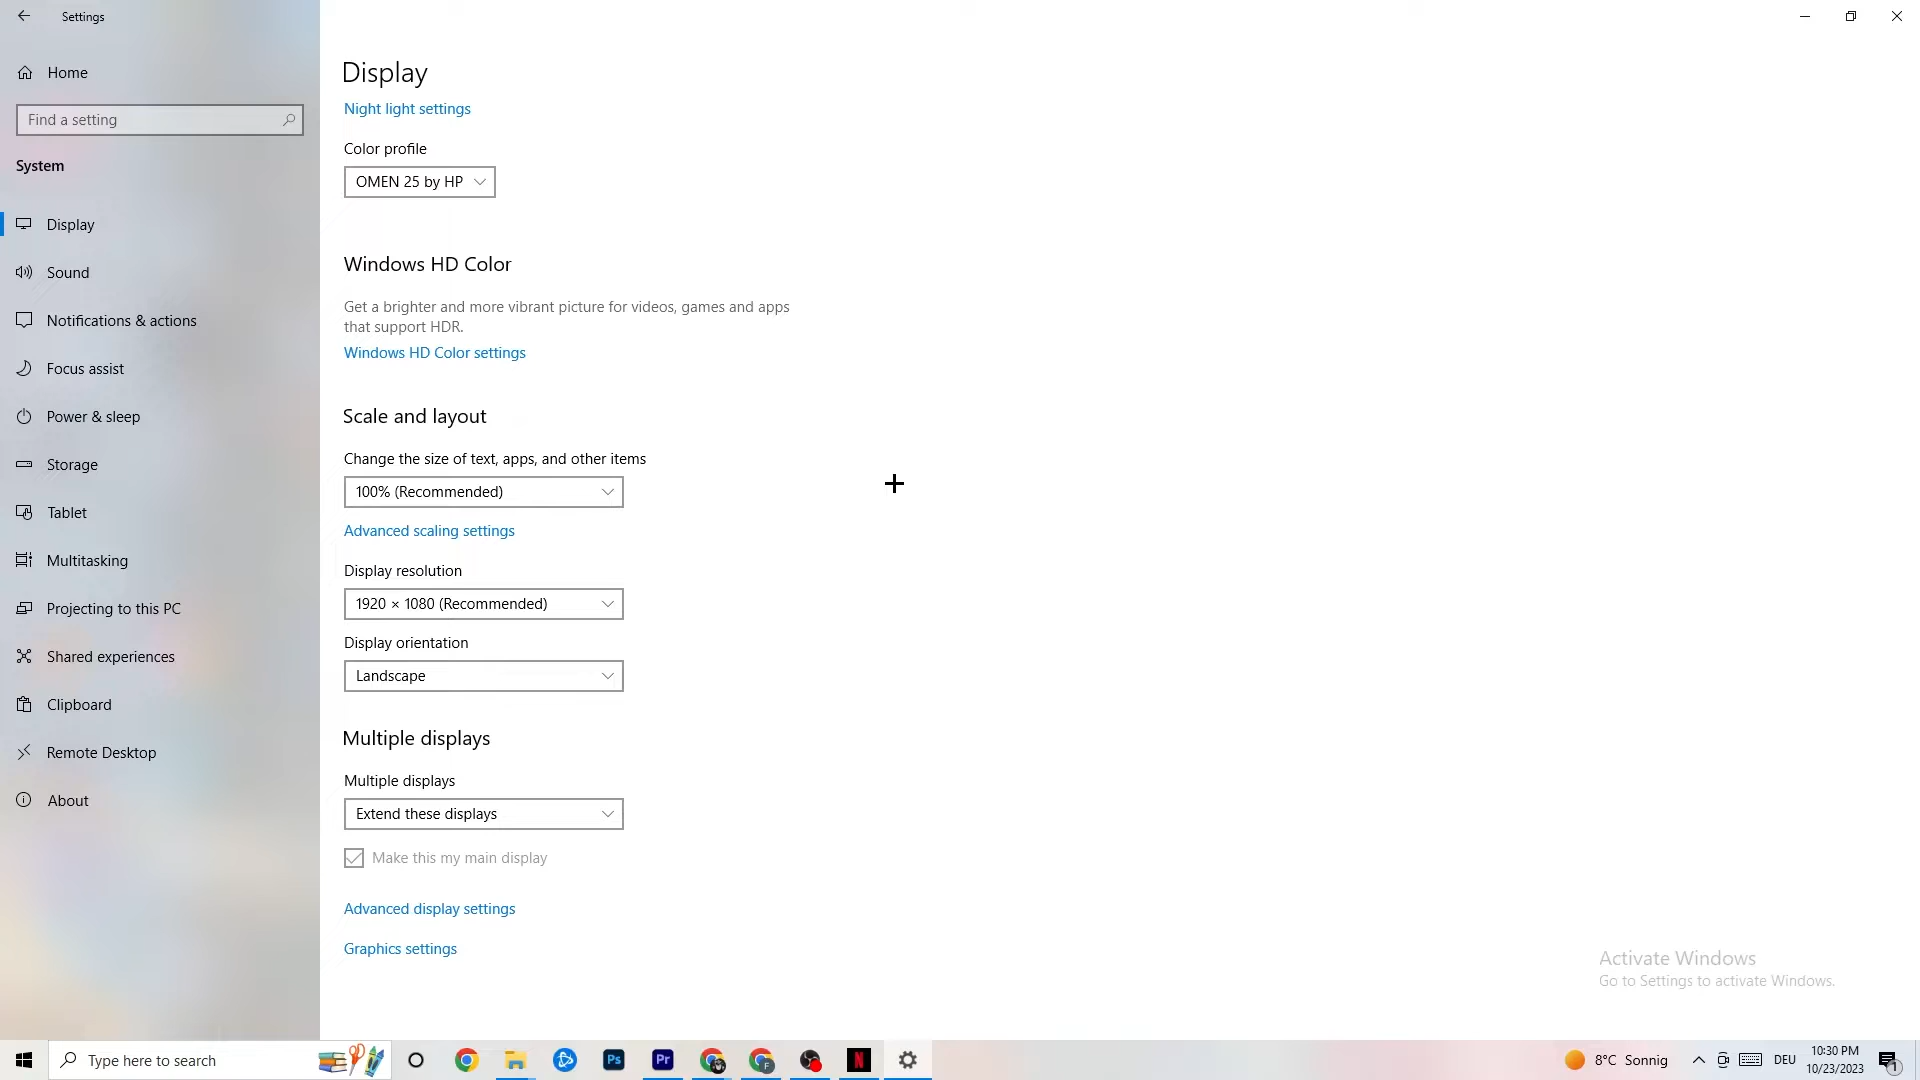 Settings
Home
Find a setting
System
Display
Sound
Notifications & actions
Focus assist
Power & sleep
Storage
Tablet
Multitasking
Projecting to this PC
Shared experiences
Clipboard
Remote Desktop
About
Display
Night light settings
Color profile
OMEN 25 by HP
Windows HD Color
Get a brighter and more vibrant picture for videos, games and apps
that support HDR.
Windows HD Color settings
Scale and layout
Change the size of text, apps, and other items
100% (Recommended)
Advanced scaling settings
Display resolution
1920 × 1080 (Recommended)
Display orientation
Landscape
Multiple displays
Multiple displays
Extend these displays
Make this my main display
Advanced display settings
Graphics settings
Activate Windows
Go to Settings to activate Windows.
Type here to search
Ps
Pr
F
N
8°C Sonnig
DEU
10:30 PM
10/23/2023
1